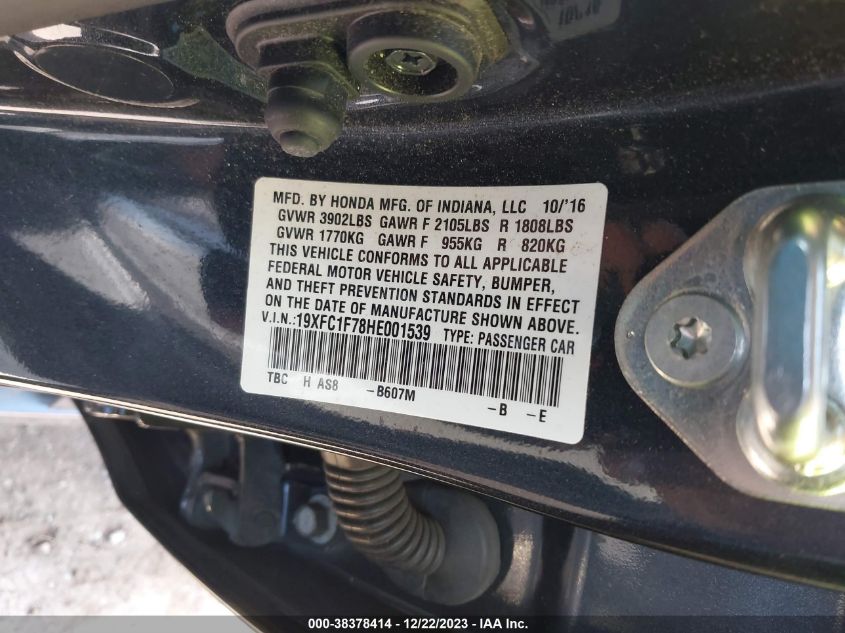 10/'16
MFD. BY HONDA MFG. OF INDIANA, LLC 10/'16
GVWR 3902LBS GAWR F 2105LBS R 1808LBS
GVWR 1770KG GAWR F 955KG R 820KG
THIS VEHICLE CONFORMS TO ALL APPLICABLE
FEDERAL MOTOR VEHICLE SAFETY, BUMPER,
AND THEFT PREVENTION STANDARDS IN EFFECT
ON THE DATE OF MANUFACTURE SHOWN ABOVE.
V.I.N.:19XFC1F78HE001539 TYPE: PASSENGER CAR
TBC H AS8 -B607M -B -E
000-38378414 - 12/22/2023 - IAA Inc.